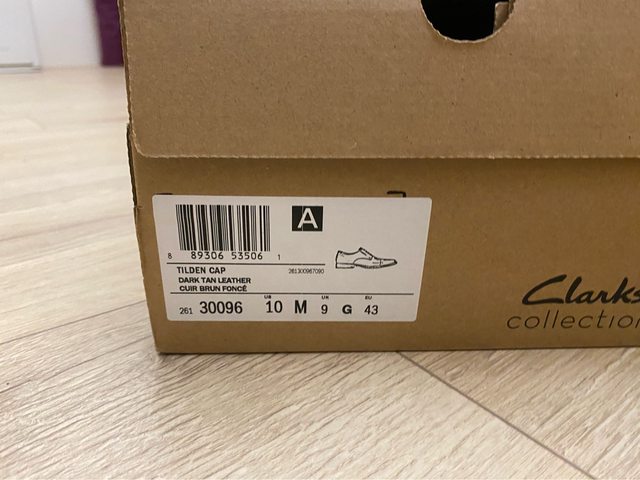 A
8 89306 53506 1
TILDEN CAP 261300967090
DARK TAN LEATHER
CUIR BRUN FONCÉ
US UK EU
261 30096 10 M 9 G 43
Clarks
collection